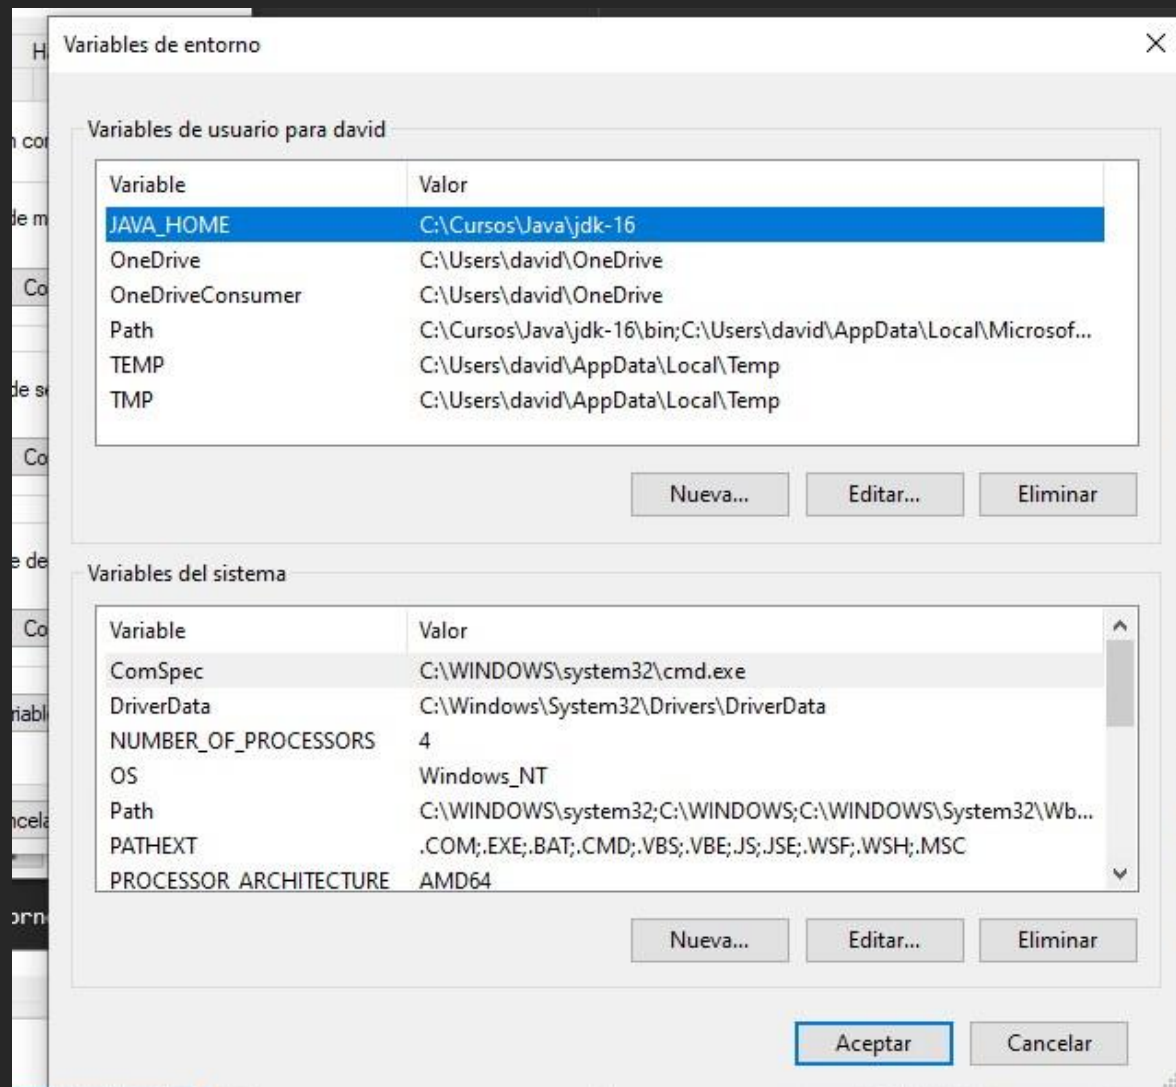 Variables de entorno
Variables de usuario para david
Variable Valor
JAVA_HOME C:\Cursos\Java\jdk-16
OneDrive C:\Users\david\OneDrive
OneDriveConsumer C:\Users\david\OneDrive
Path C:\Cursos\Java\jdk-16\bin;C:\Users\david\AppData\Local\Microsof...
TEMP C:\Users\david\AppData\Local\Temp
TMP C:\Users\david\AppData\Local\Temp
Nueva... Editar... Eliminar
Variables del sistema
Variable Valor
ComSpec C:\WINDOWS\system32\cmd.exe
DriverData C:\Windows\System32\Drivers\DriverData
NUMBER_OF_PROCESSORS 4
OS Windows_NT
Path C:\WINDOWS\system32;C:\WINDOWS;C:\WINDOWS\System32\Wb...
PATHEXT .COM;.EXE;.BAT;.CMD;.VBS;.VBE;.JS;.JSE;.WSF;.WSH;.MSC
PROCESSOR_ARCHITECTURE AMD64
Nueva... Editar... Eliminar
Aceptar Cancelar